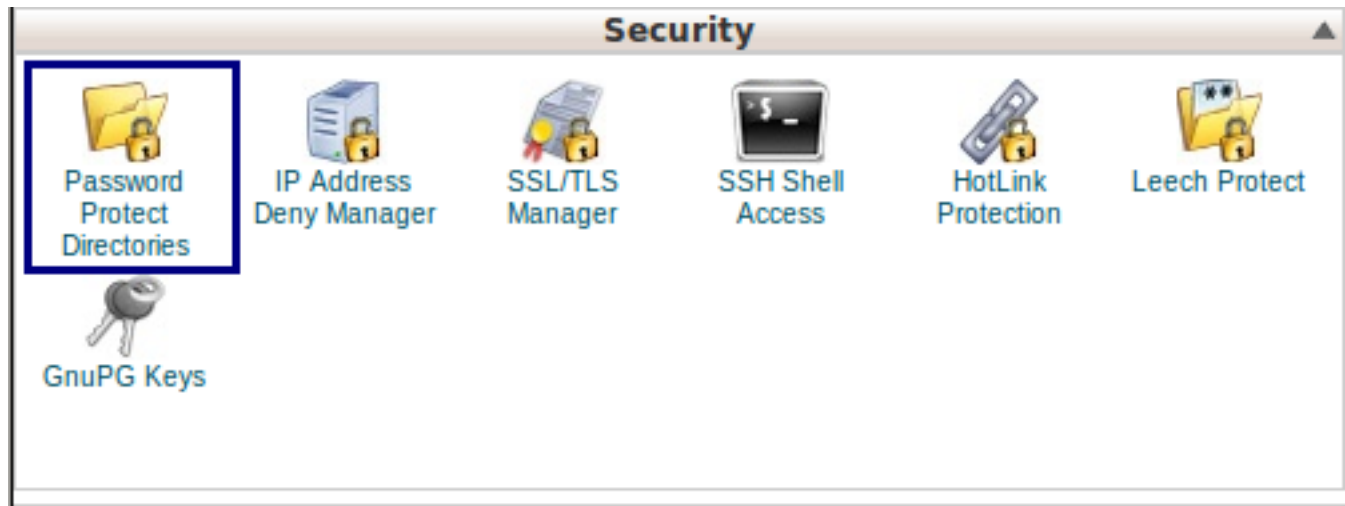 Security
Password
Protect
Directories
IP Address
Deny Manager
SSL/TLS
Manager
>$_
SSH Shell
Access
HotLink
Protection
**
Leech Protect
GnuPG Keys